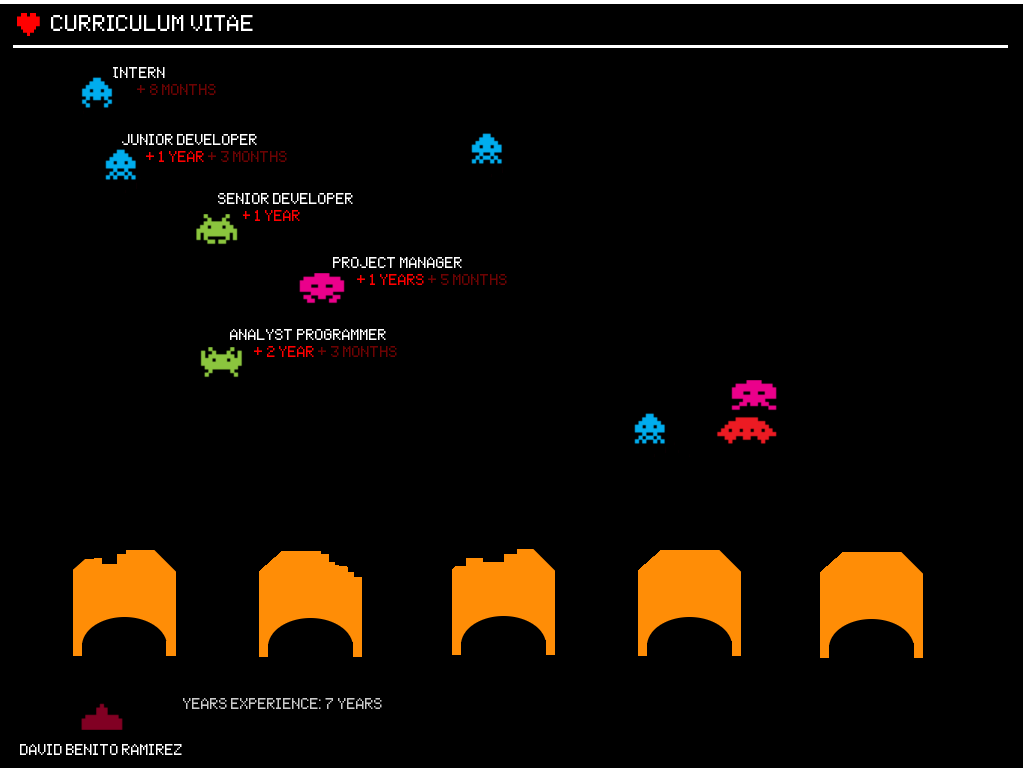 CURRICULUM VITAE
INTERN
+ 8 MONTHS
JUNIOR DEVELOPER
+ 1 YEAR + 3 MONTHS
SENIOR DEVELOPER
+ 1 YEAR
PROJECT MANAGER
+ 1 YEARS + 5 MONTHS
ANALYST PROGRAMMER
+ 2 YEAR + 3 MONTHS
YEARS EXPERIENCE: 7 YEARS
DAVID BENITO RAMIREZ